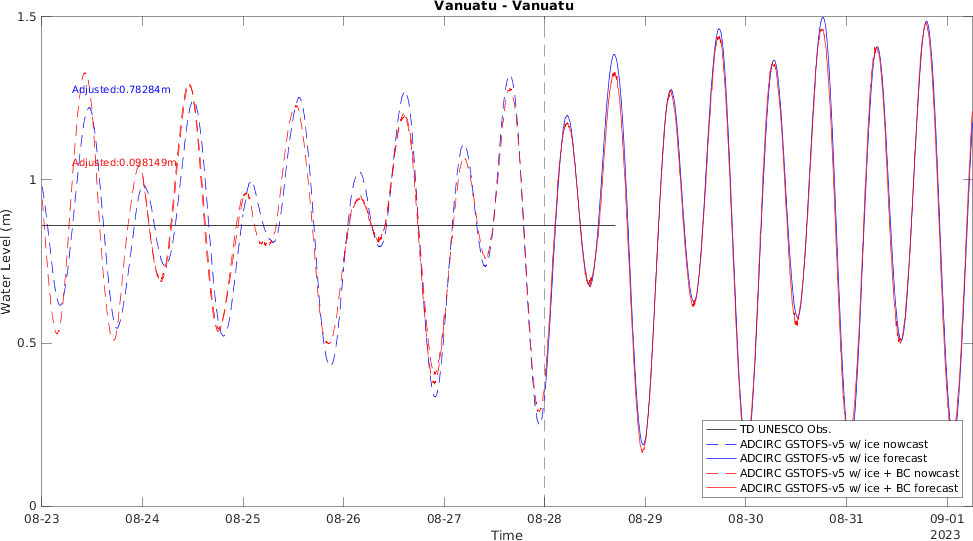 Vanuatu - Vanuatu
1.5
Adjusted:0.78284m
Adjusted:0.098149m
1
Water Level (m)
0.5
0
TD UNESCO Obs.
ADCIRC GSTOFS-v5 w/ ice nowcast
ADCIRC GSTOFS-v5 w/ ice forecast
ADCIRC GSTOFS-v5 w/ ice + BC nowcast
ADCIRC GSTOFS-v5 w/ ice + BC forecast
08-23 08-24 08-25 08-26 08-27 08-28 08-29 08-30 08-31 09-01
Time
2023